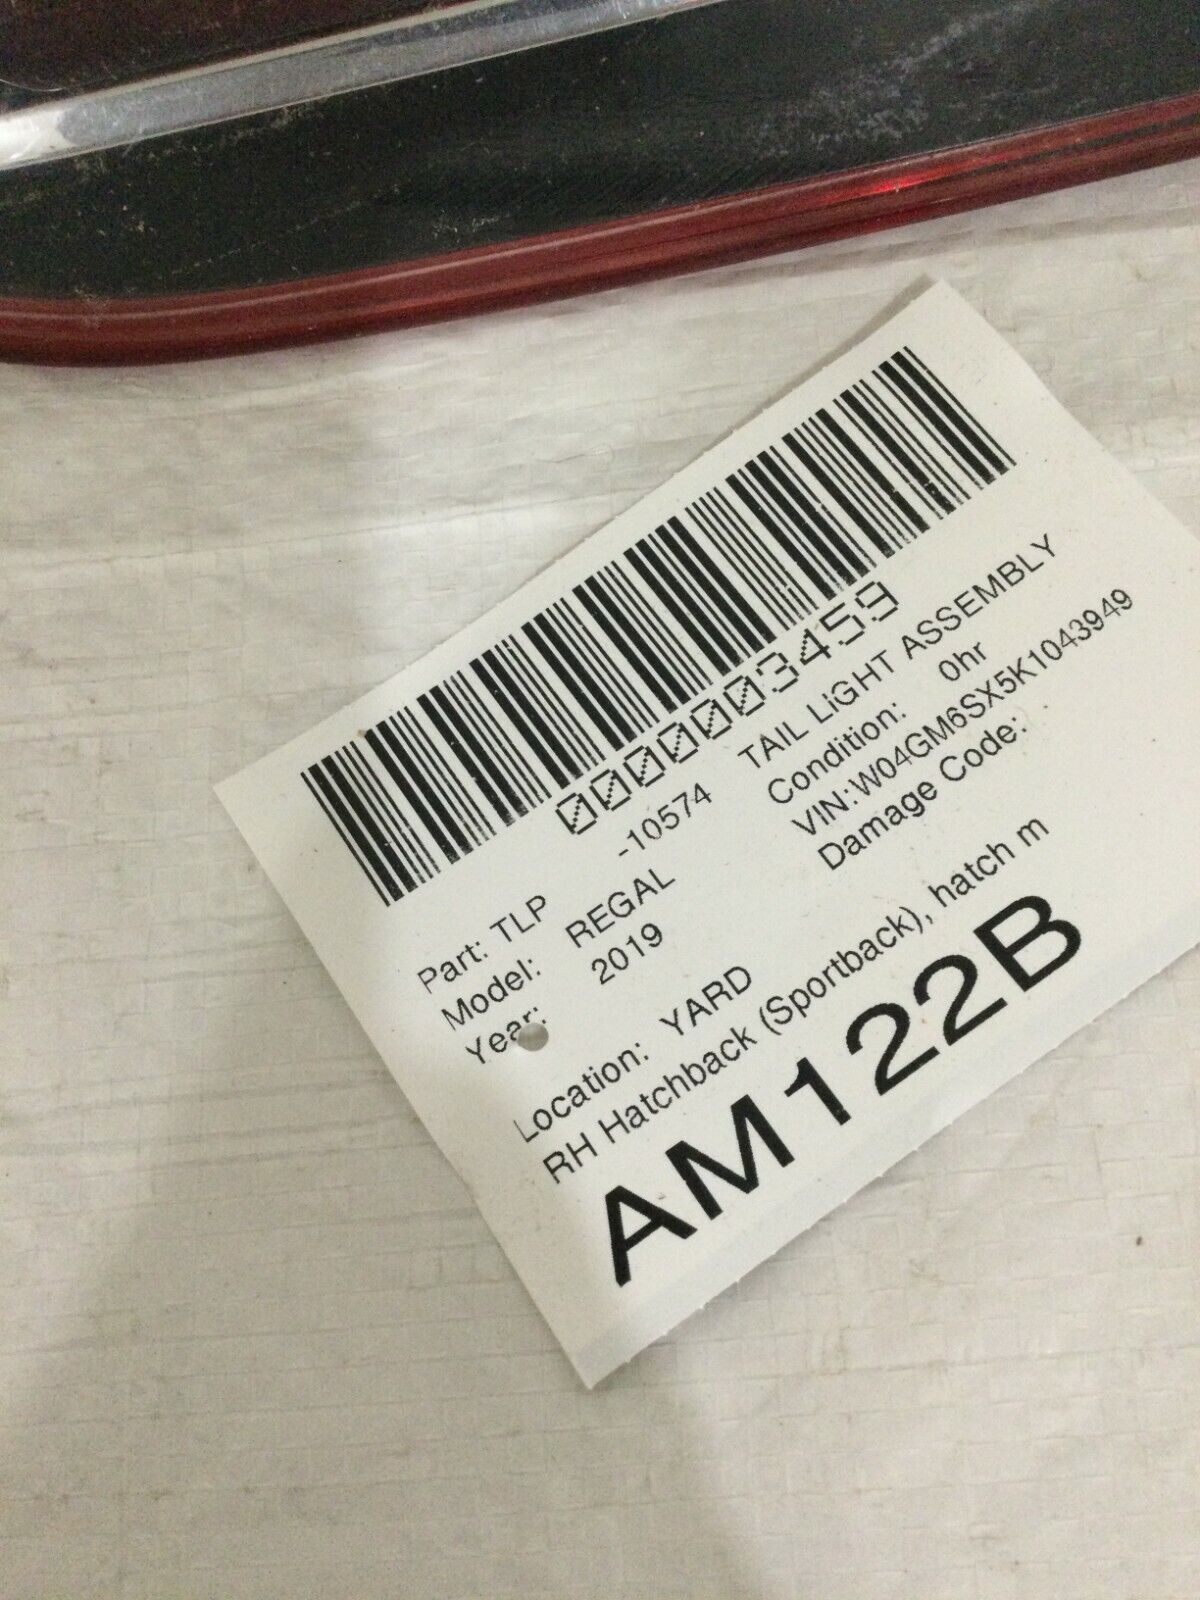 0000003459
Part: TLP -10574 TAIL LiGHT ASSEMBLY
Model: REGAL Condition: 0hr
Year: 2019 VIN:W04GM6SX5K1043949
Damage Code:
Location: YARD
RH Hatchback (Sportback), hatch m
AM122B